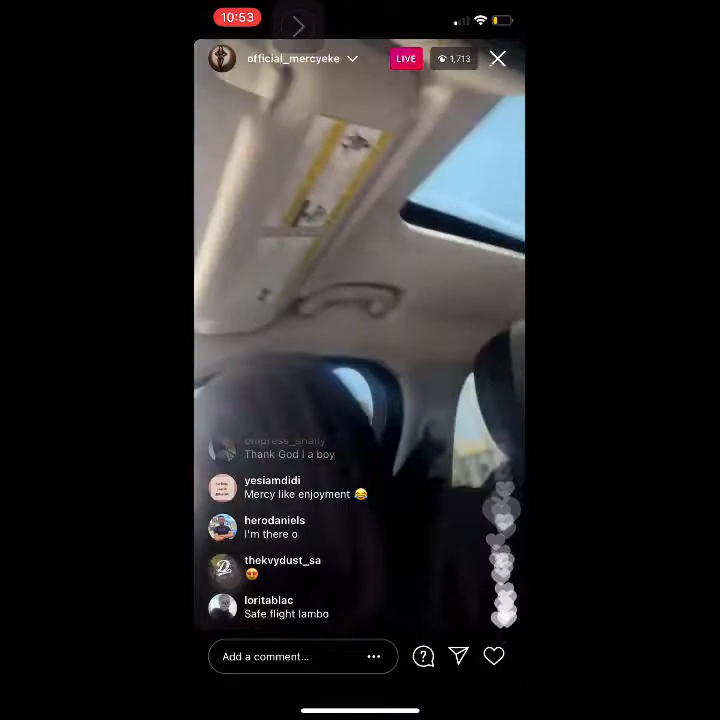 10:53
official_mercyeke
LIVE
1,713
empress_shally
Thank God I a boy
yesiamdidi
Mercy like enjoyment 😂
herodaniels
I'm there o
thekvydust_sa
😍
loritablac
Safe flight lambo
Add a comment...